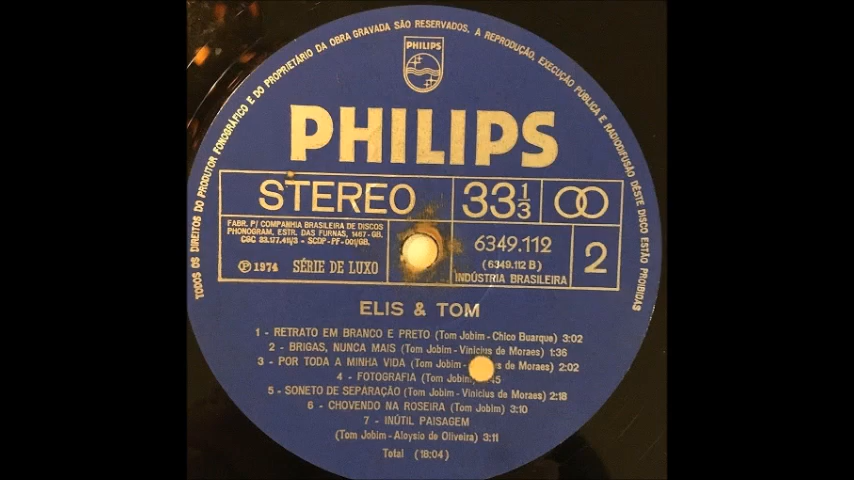 TODOS OS DIREITOS DO PRODUTOR FONOGRÁFICO E DO PROPRIETÁRIO DA OBRA GRAVADA SÃO RESERVADOS. A REPRODUÇÃO, EXECUÇÃO PÚBLICA E RADIODIFUSÃO DÊSTE DISCO ESTÃO PROIBIDAS
PHILIPS
PHILIPS
STEREO 33 1/3
FABR. P/ COMPANHIA BRASILEIRA DE DISCOS
PHONOGRAM. ESTR. DAS FURNAS, 1467-GB.
CGC 33.177.411/3 - SCDP-PF-001/GB.
6349.112
(6349.112 B)
INDÚSTRIA BRASILEIRA
2
Ⓟ 1974 SÉRIE DE LUXO
ELIS & TOM
1 - RETRATO EM BRANCO E PRETO (Tom Jobim - Chico Buarque) 3:02
2 - BRIGAS, NUNCA MAIS (Tom Jobim - Vinicius de Moraes) 1:36
3 - POR TODA A MINHA VIDA (Tom Jobim - de Moraes) 2:02
4 - FOTOGRAFIA (Tom Jobim)
5 - SONETO DE SEPARAÇÃO (Tom Jobim - Vinicius de Moraes) 2:18
6 - CHOVENDO NA ROSEIRA (Tom Jobim) 3:10
7 - INÚTIL PAISAGEM
(Tom Jobim - Aloysio de Oliveira) 3:11
Total (18:04)